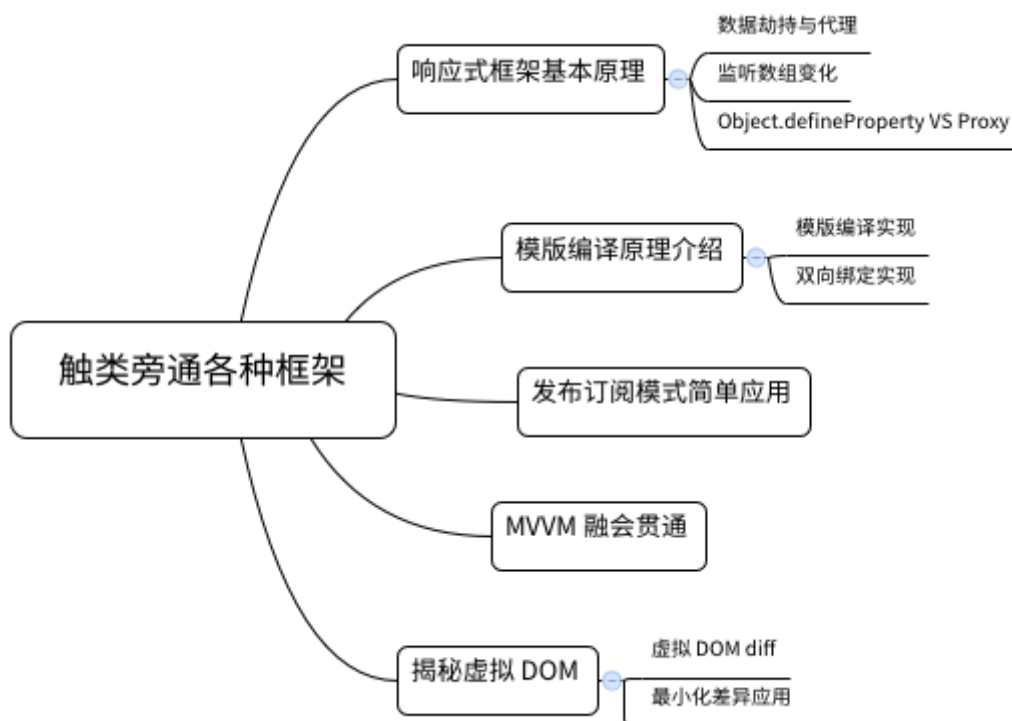 触类旁通各种框架
响应式框架基本原理
数据劫持与代理
监听数组变化
Object.defineProperty VS Proxy
模版编译原理介绍
模版编译实现
双向绑定实现
发布订阅模式简单应用
MVVM 融会贯通
揭秘虚拟 DOM
虚拟 DOM diff
最小化差异应用